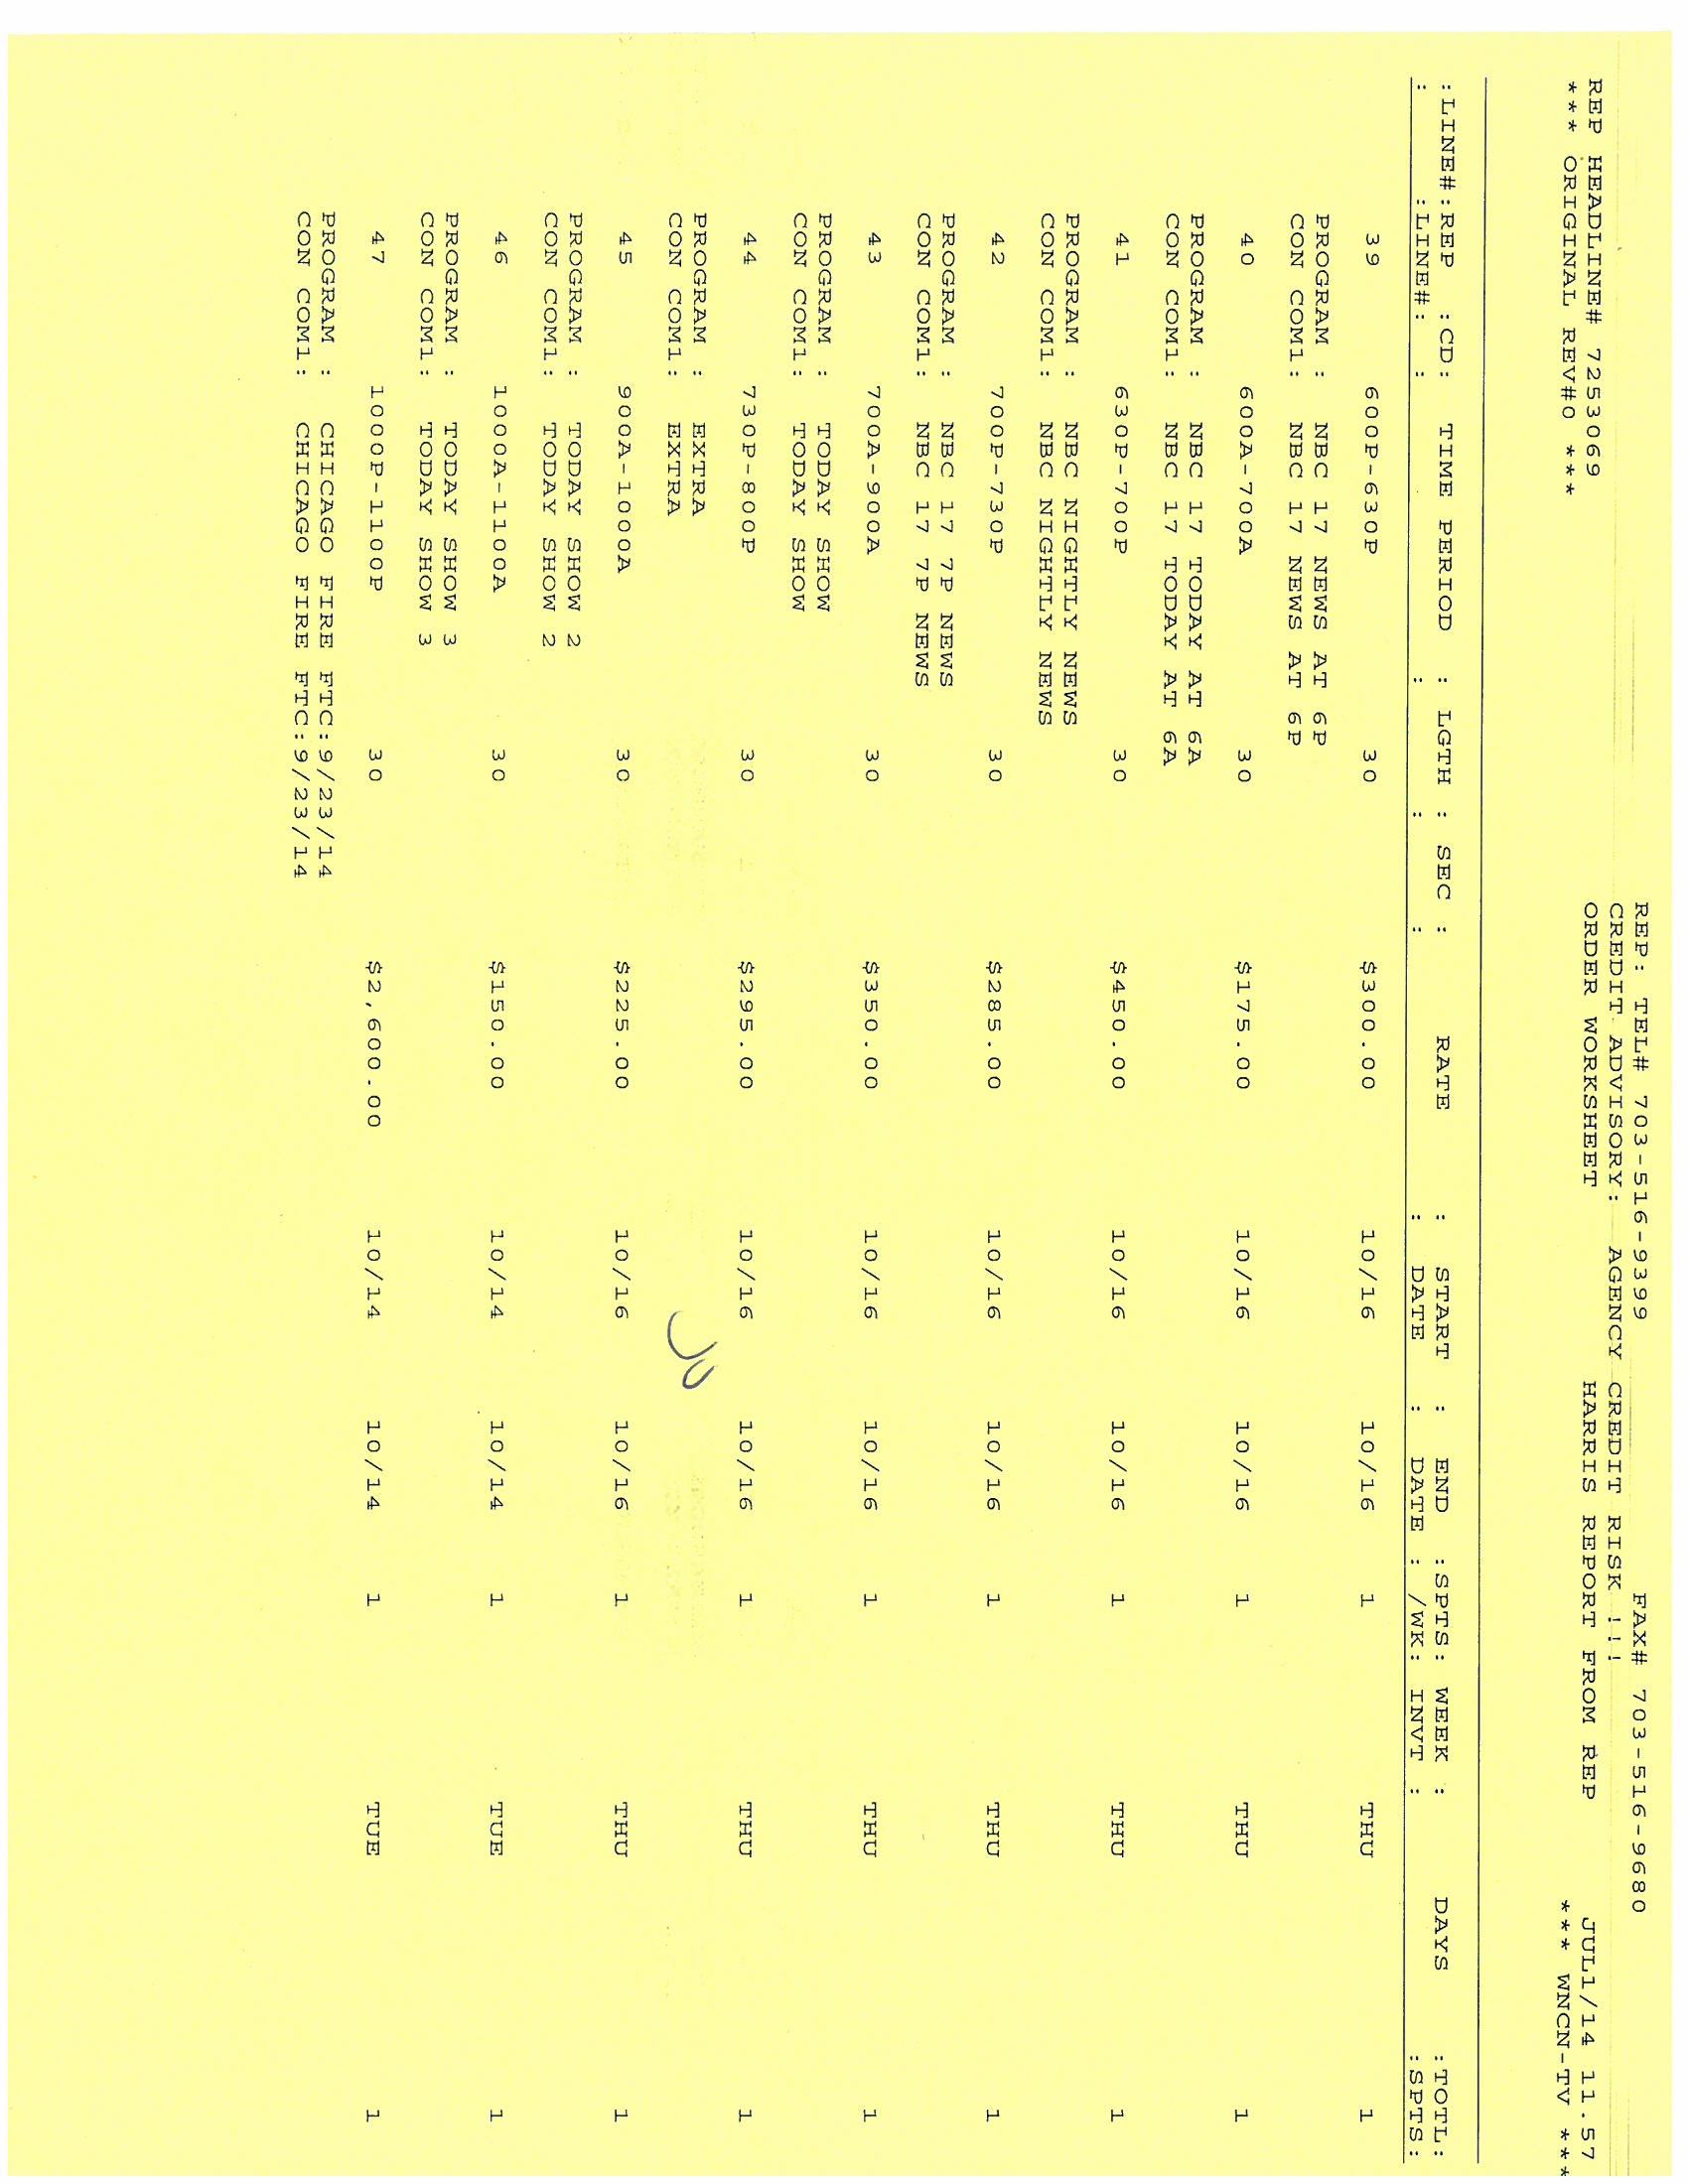 REP: TEL# 703-516-9399 FAX# 703-516-9680
CREDIT ADVISORY: AGENCY CREDIT RISK !!!
REP HEADLINE# 7253069 ORDER WORKSHEET HARRIS REPORT FROM REP JUL1/14 11.57
*** ORIGINAL REV#0 *** *** WNCN-TV ***
:LINE#:REP :CD: TIME PERIOD : LGTH : SEC : RATE : START : END :SPTS: WEEK : DAYS :TOTL:
: :LINE#: : : : : : DATE : DATE : /WK: INVT : :SPTS:
39 600P-630P 30 $300.00 10/16 10/16 1 THU 1
PROGRAM : NBC 17 NEWS AT 6P
CON COM1: NBC 17 NEWS AT 6P
40 600A-700A 30 $175.00 10/16 10/16 1 THU 1
PROGRAM : NBC 17 TODAY AT 6A
CON COM1: NBC 17 TODAY AT 6A
41 630P-700P 30 $450.00 10/16 10/16 1 THU 1
PROGRAM : NBC NIGHTLY NEWS
CON COM1: NBC NIGHTLY NEWS
42 700P-730P 30 $285.00 10/16 10/16 1 THU 1
PROGRAM : NBC 17 7P NEWS
CON COM1: NBC 17 7P NEWS
43 700A-900A 30 $350.00 10/16 10/16 1 THU 1
PROGRAM : TODAY SHOW
CON COM1: TODAY SHOW
44 730P-800P 30 $295.00 10/16 10/16 1 THU 1
PROGRAM : EXTRA
CON COM1: EXTRA
45 900A-1000A 30 $225.00 10/16 10/16 1 THU 1
PROGRAM : TODAY SHOW 2
CON COM1: TODAY SHOW 2
46 1000A-1100A 30 $150.00 10/14 10/14 1 TUE 1
PROGRAM : TODAY SHOW 3
CON COM1: TODAY SHOW 3
47 1000P-1100P 30 $2,600.00 10/14 10/14 1 TUE 1
PROGRAM : CHICAGO FIRE FTC:9/23/14
CON COM1: CHICAGO FIRE FTC:9/23/14